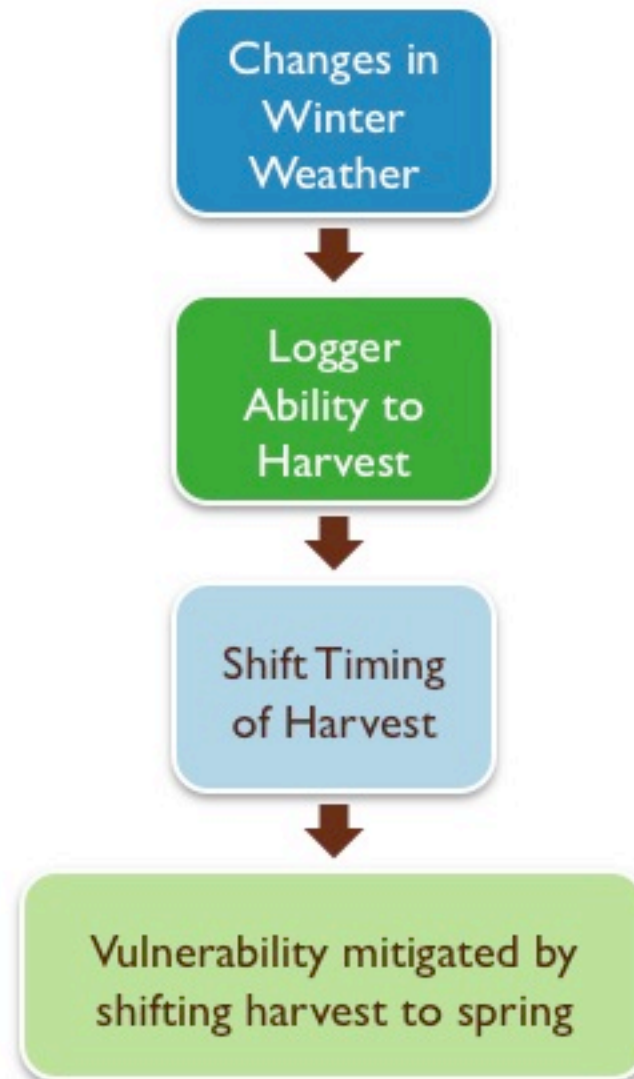 Changes in
Winter
Weather
Logger
Ability to
Harvest
Shift Timing
of Harvest
Vulnerability mitigated by
shifting harvest to spring